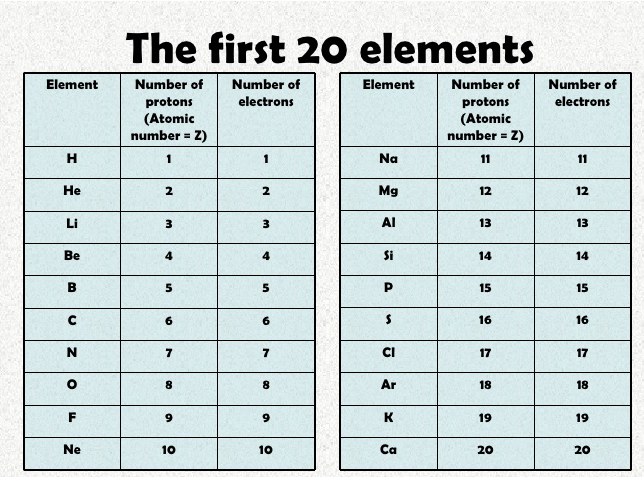 The first 20 elements
Element Number of protons (Atomic number = Z) Number of electrons
H 1 1
He 2 2
Li 3 3
Be 4 4
B 5 5
C 6 6
N 7 7
O 8 8
F 9 9
Ne 10 10
Element Number of protons (Atomic number = Z) Number of electrons
Na 11 11
Mg 12 12
Al 13 13
Si 14 14
P 15 15
S 16 16
Cl 17 17
Ar 18 18
K 19 19
Ca 20 20